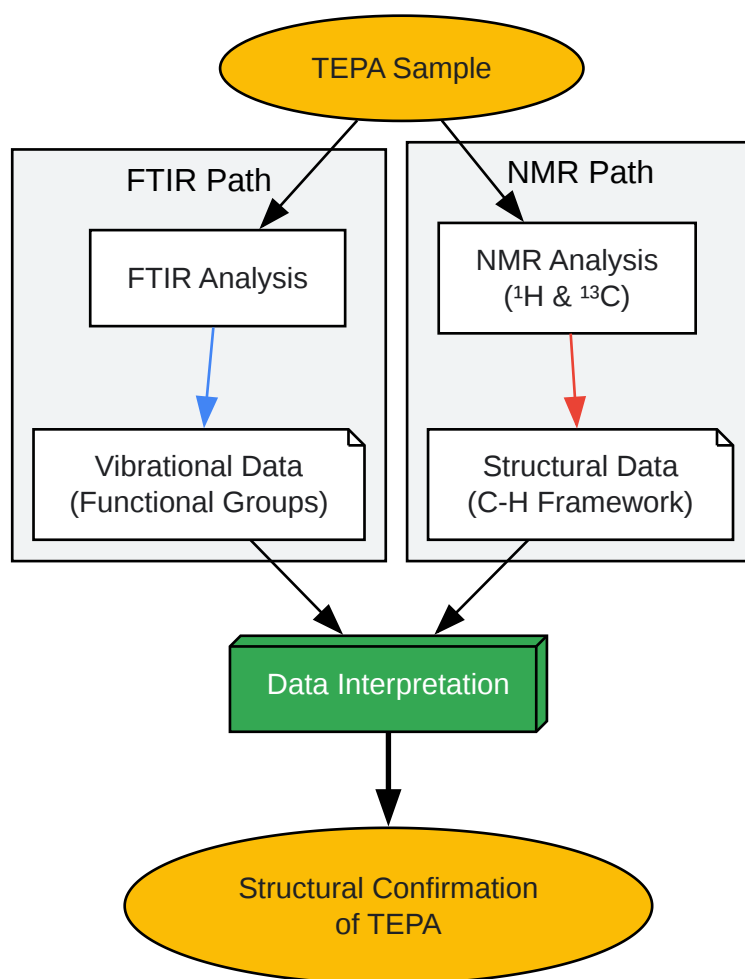 TEPA Sample
FTIR Path
NMR Path
FTIR Analysis
NMR Analysis
(¹H & ¹³C)
Vibrational Data
(Functional Groups)
Structural Data
(C-H Framework)
Data Interpretation
Structural Confirmation
of TEPA